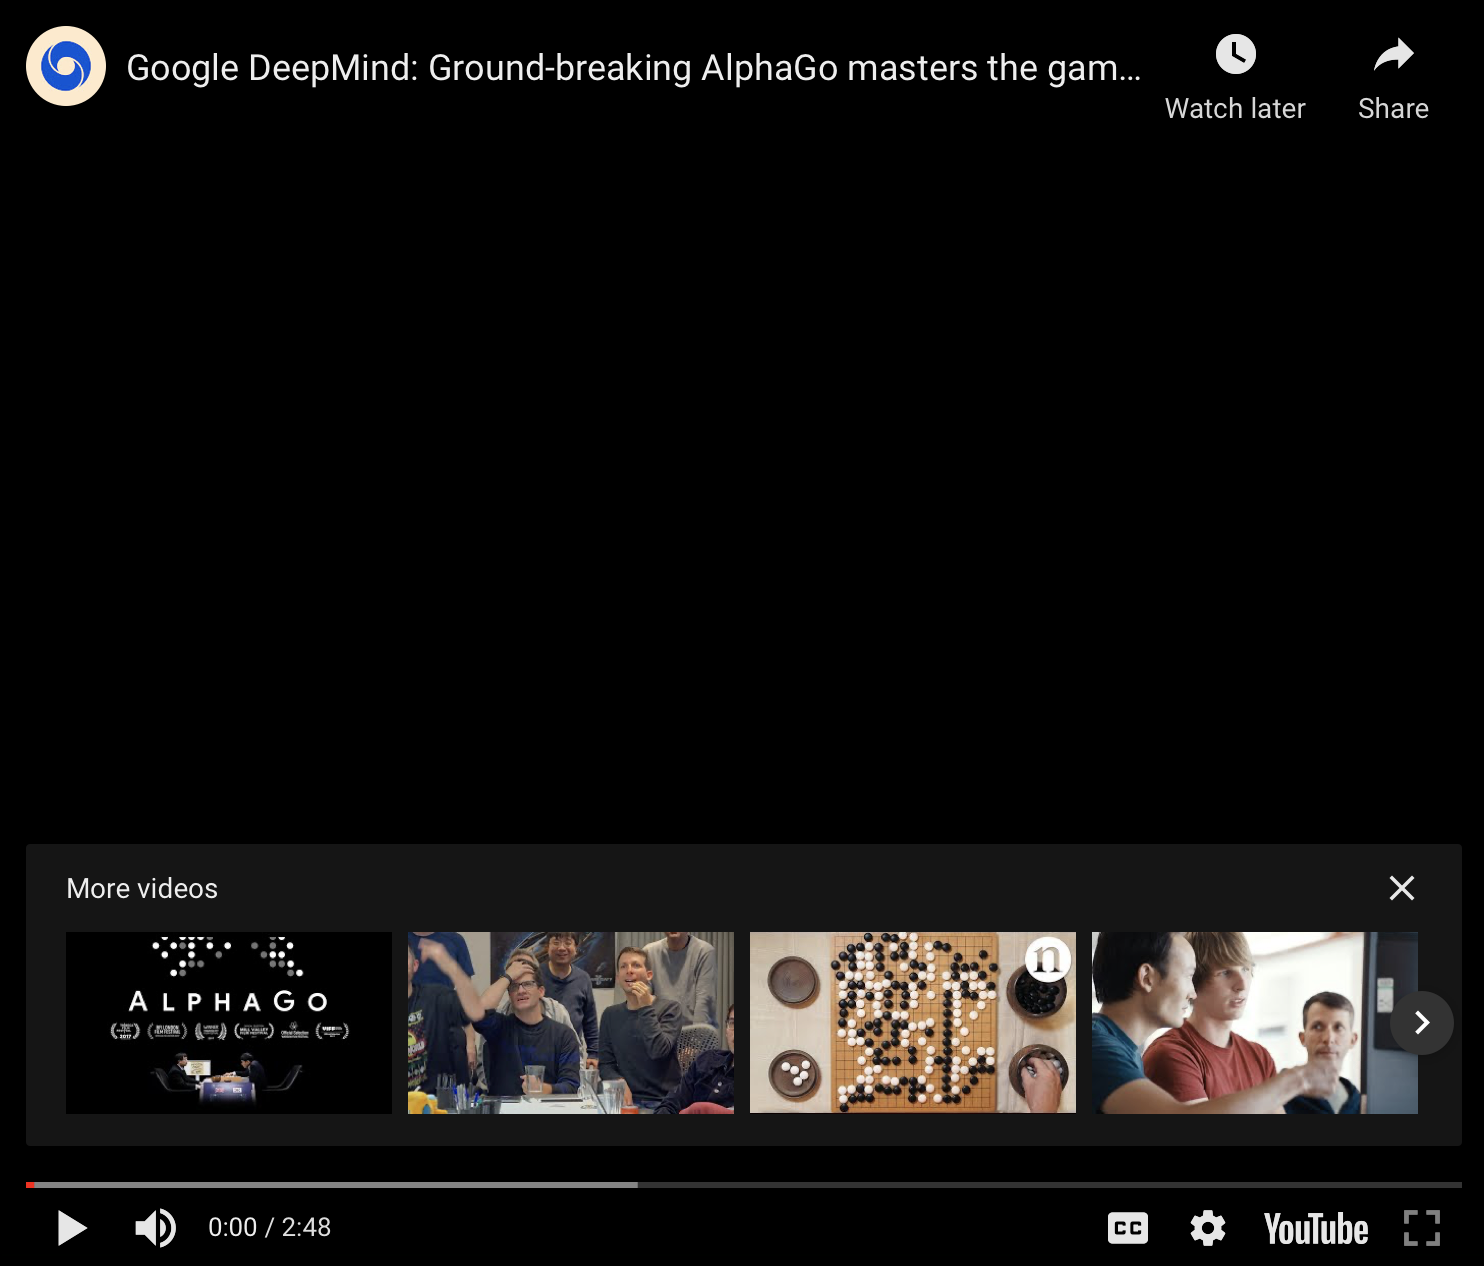 Google DeepMind: Ground-breaking AlphaGo masters the gam...
Watch later
Share
More videos
ALPHAGO
n
0:00 / 2:48
CC
YouTube